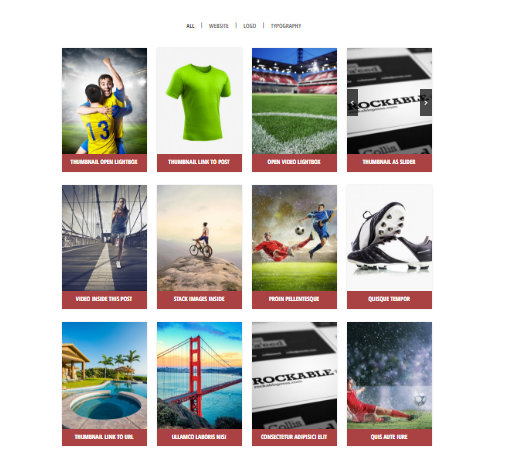 ALL | WEBSITE | LOGO | TYPOGRAPHY
13
ROCKABLE
THUMBNAIL OPEN LIGHTBOX
THUMBNAIL LINK TO POST
OPEN VIDEO LIGHTBOX
THUMBNAIL AS SLIDER
VIDEO INSIDE THIS POST
STACK IMAGES INSIDE
PROIN PELLENTESQUE
QUISQUE TEMPOR
ROCKABLE
THUMBNAIL LINK TO URL
ULLAMCO LABORIS NISI
CONSECTETUR ADIPISICI ELIT
QUIS AUTE IURE